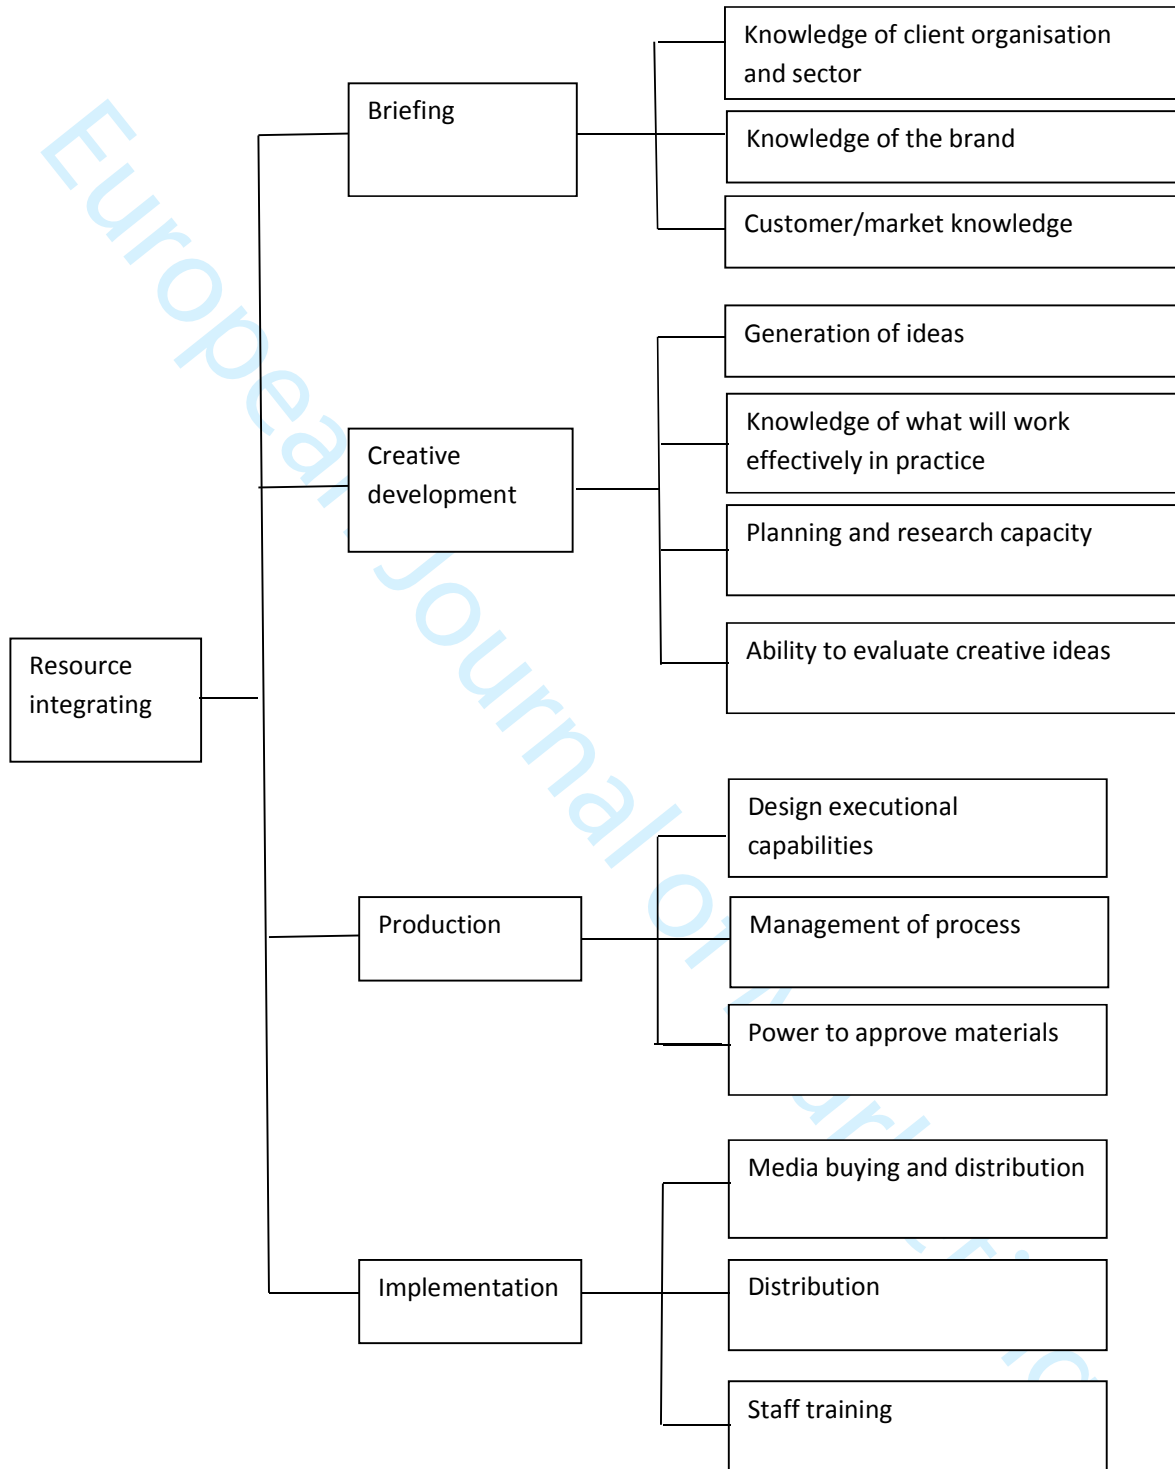 Knowledge of client organisation
and sector
Briefing
Knowledge of the brand
Customer/market knowledge
Generation of ideas
Knowledge of what will work
effectively in practice
Creative
development
Planning and research capacity
Ability to evaluate creative ideas
Resource
integrating
Design executional
capabilities
Production
Management of process
Power to approve materials
Media buying and distribution
Implementation
Distribution
Staff training
European Journal of Marketing